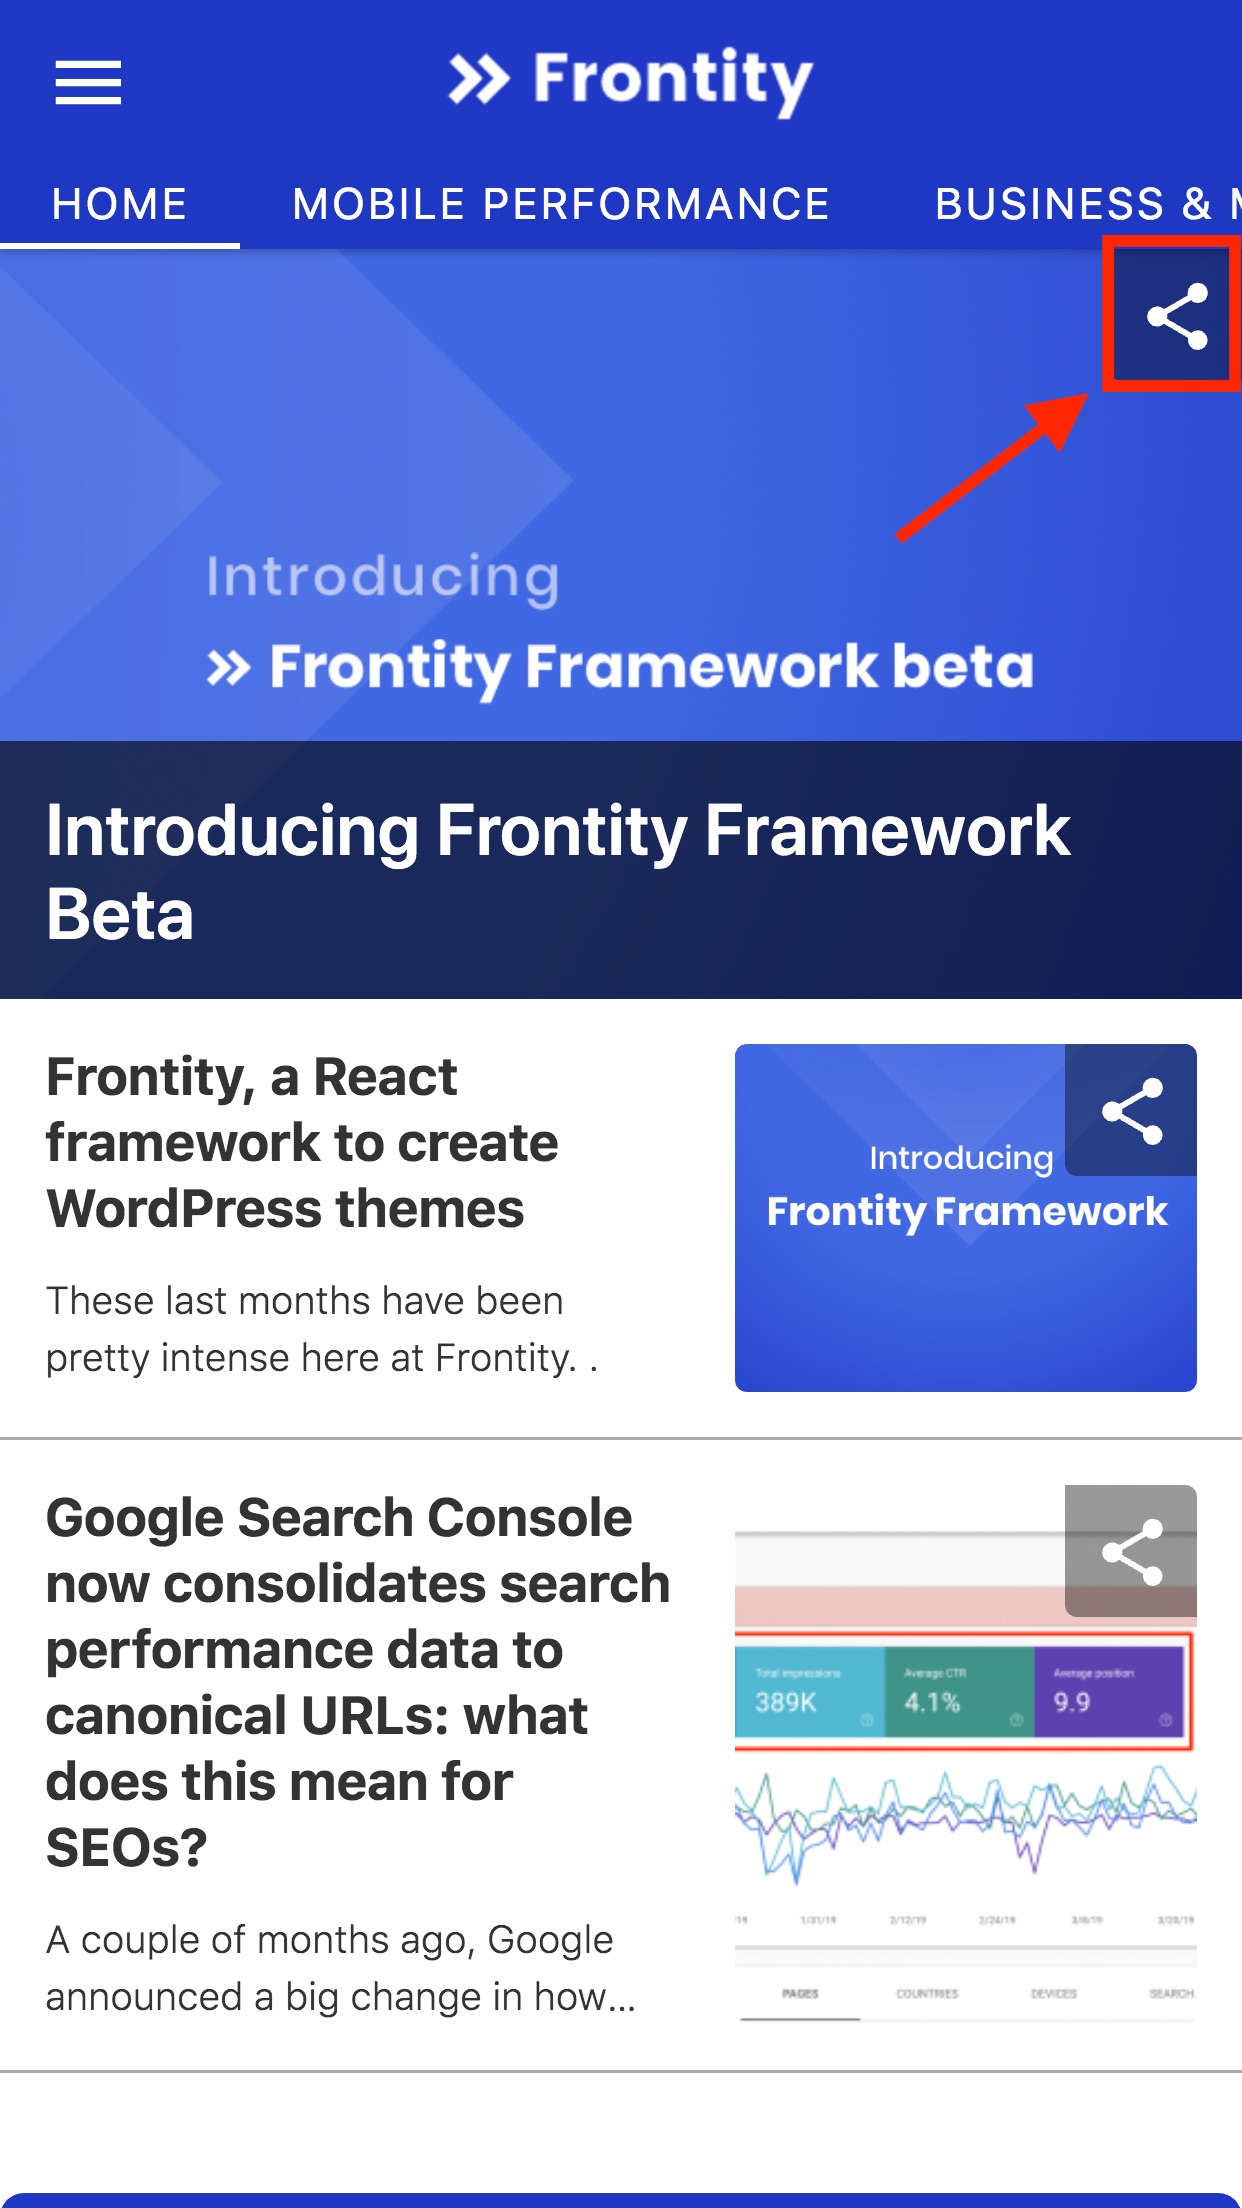 Frontity
HOME MOBILE PERFORMANCE BUSINESS &
Introducing
Frontity Framework beta
Introducing Frontity Framework
Beta
Frontity, a React
framework to create
WordPress themes
These last months have been
pretty intense here at Frontity. .
Introducing
Frontity Framework
Google Search Console
now consolidates search
performance data to
canonical URLs: what
does this mean for
SEOs?
A couple of months ago, Google
announced a big change in how...
Total impressions Average CTR Average position
389K 4.1% 9.9
1/31/19 2/12/19 2/24/19 3/8/19 3/20/19
PAGES COUNTRIES DEVICES SEARCH